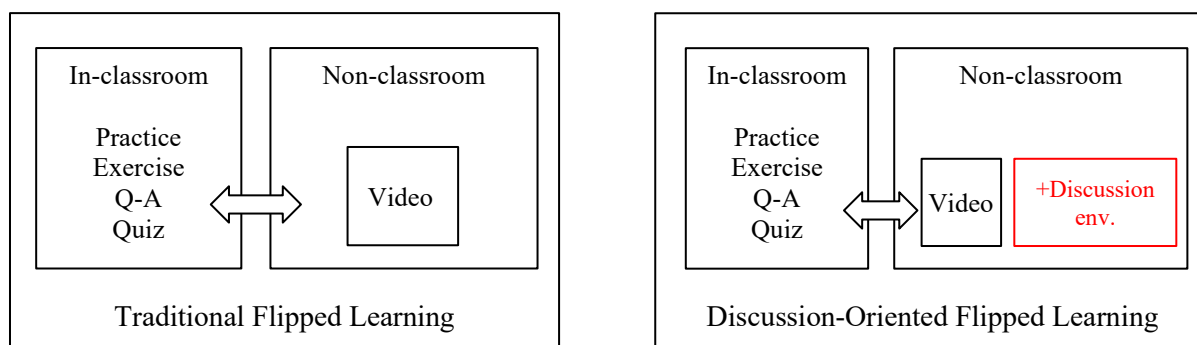 In-classroom
Practice
Exercise
Q-A
Quiz
Non-classroom
Video
Traditional Flipped Learning
In-classroom
Practice
Exercise
Q-A
Quiz
Non-classroom
Video
+Discussion
env.
Discussion-Oriented Flipped Learning